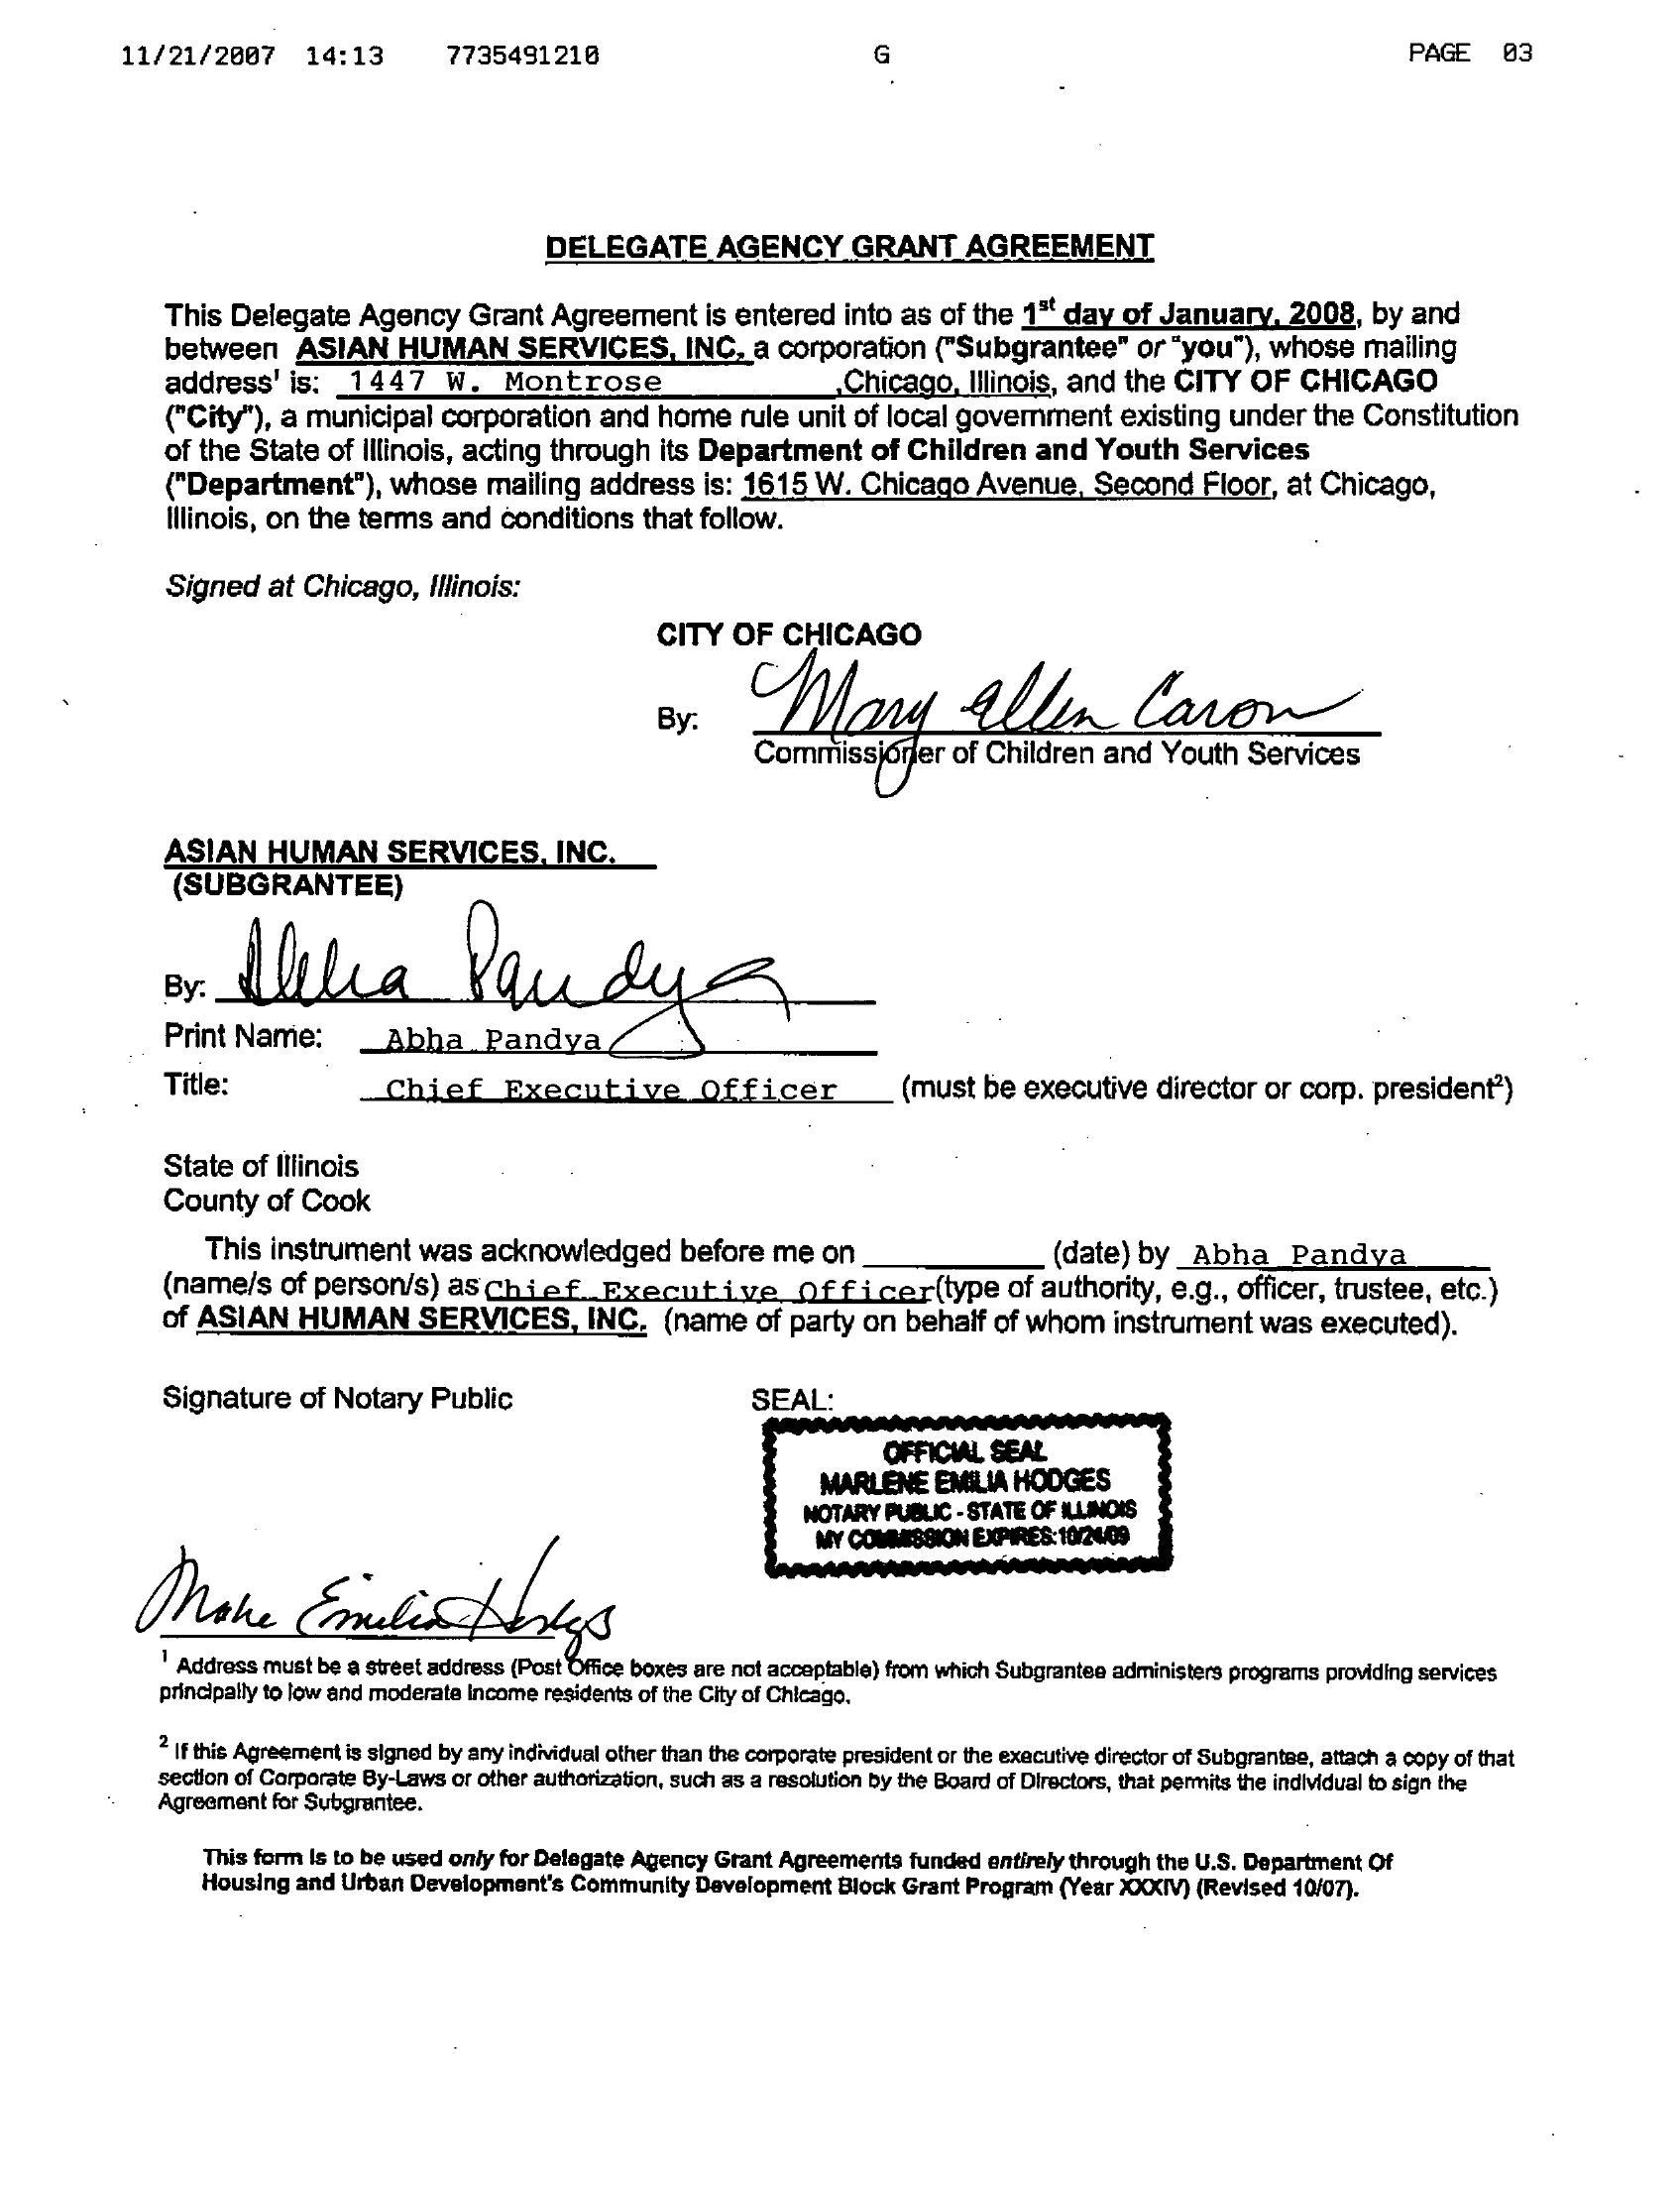 11/21/2007 14:13 7735491210 G PAGE 03
DELEGATE AGENCY GRANT AGREEMENT
This Delegate Agency Grant Agreement is entered into as of the 1st day of January, 2008, by and
between ASIAN HUMAN SERVICES, INC, a corporation ("Subgrantee" or "you"), whose mailing
address¹ is: 1447 W. Montrose ,Chicago, Illinois, and the CITY OF CHICAGO
("City"), a municipal corporation and home rule unit of local government existing under the Constitution
of the State of Illinois, acting through its Department of Children and Youth Services
("Department"), whose mailing address is: 1615 W. Chicago Avenue, Second Floor, at Chicago,
Illinois, on the terms and conditions that follow.
Signed at Chicago, Illinois:
CITY OF CHICAGO
By: Mary Ellen Caron
Commissioner of Children and Youth Services
ASIAN HUMAN SERVICES, INC.
(SUBGRANTEE)
By: Abha Pandya
Print Name: Abha Pandya
Title: Chief Executive Officer (must be executive director or corp. president²)
State of Illinois
County of Cook
This instrument was acknowledged before me on ________ (date) by Abha Pandya
(name/s of person/s) as Chief Executive Officer(type of authority, e.g., officer, trustee, etc.)
of ASIAN HUMAN SERVICES, INC. (name of party on behalf of whom instrument was executed).
Signature of Notary Public SEAL:
OFFICIAL SEAL
MARLENE EMILIA HODGES
NOTARY PUBLIC - STATE OF ILLINOIS
MY COMMISSION EXPIRES:10/24/09
Emilia Hodges
¹ Address must be a street address (Post Office boxes are not acceptable) from which Subgrantee administers programs providing services
principally to low and moderate income residents of the City of Chicago.
² If this Agreement is signed by any individual other than the corporate president or the executive director of Subgrantee, attach a copy of that
section of Corporate By-Laws or other authorization, such as a resolution by the Board of Directors, that permits the individual to sign the
Agreement for Subgrantee.
This form is to be used only for Delegate Agency Grant Agreements funded entirely through the U.S. Department Of
Housing and Urban Development's Community Development Block Grant Program (Year XXXIV) (Revised 10/07).